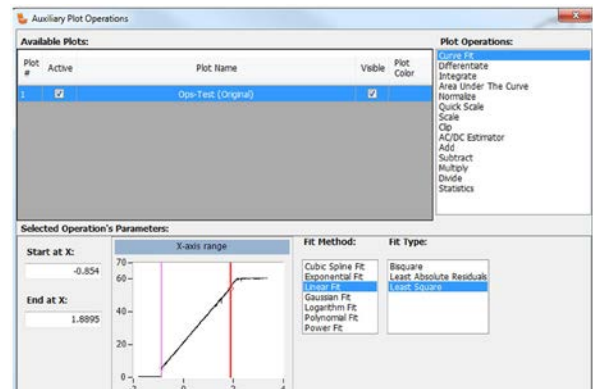 Auxiliary Plot Operations
Available Plots:
Plot # Active Plot Name Visible Plot Color
1 Ops-Test (Original)
Plot Operations:
Curve Fit
Differentiate
Integrate
Area Under The Curve
Normalize
Quick Scale
Scale
Clip
AC/DC Estimator
Add
Subtract
Multiply
Divide
Statistics
Selected Operation's Parameters:
Start at X:
-0.854
End at X:
1.8895
X-axis range
70
60
40
20
0
-2 0 2 4
Fit Method:
Cubic Spline Fit
Exponential Fit
Linear Fit
Gaussian Fit
Logarithm Fit
Polynomial Fit
Power Fit
Fit Type:
Bisquare
Least Absolute Residuals
Least Square